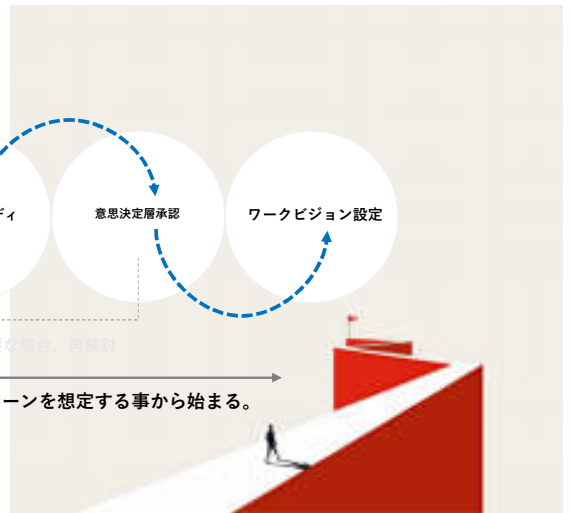 ディ
意思決定層承認
ワークビジョン設定
な場合、再検討
ーンを想定する事から始まる。